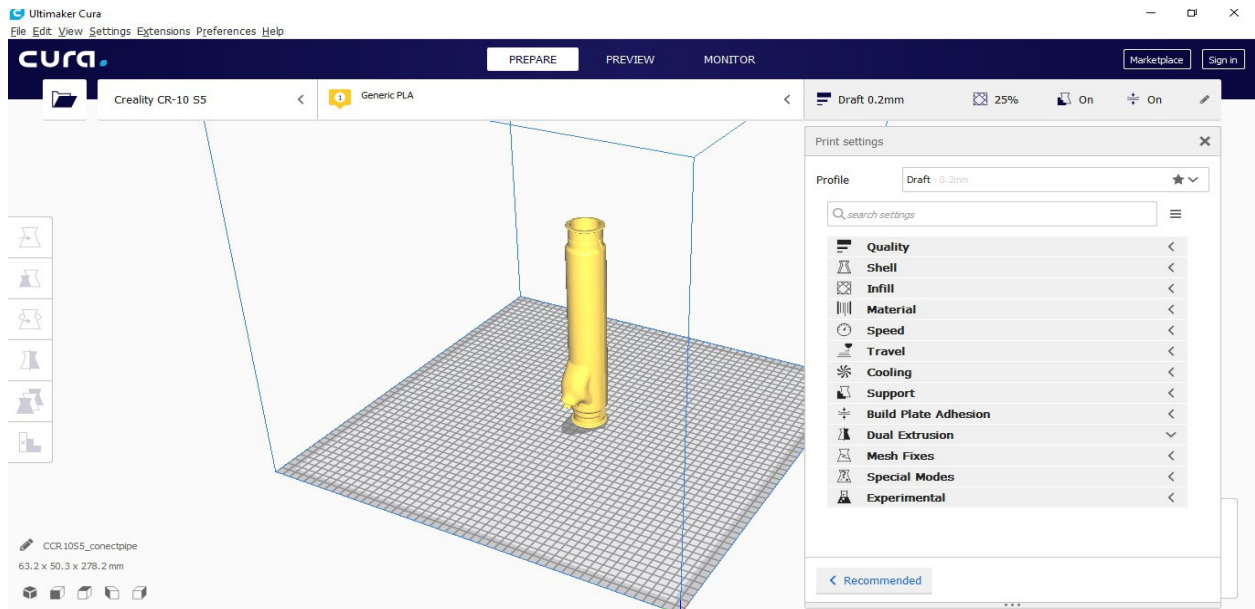 Ultimaker Cura
File Edit View Settings Extensions Preferences Help
cura. PREPARE PREVIEW MONITOR Marketplace Sign in
Creality CR-10 S5 1 Generic PLA Draft 0.2mm 25% On On
Print settings
Profile Draft - 0.2mm
search settings
Quality
Shell
Infill
Material
Speed
Travel
Cooling
Support
Build Plate Adhesion
Dual Extrusion
Mesh Fixes
Special Modes
Experimental
CCR10S5_conectpipe
63.2 x 50.3 x 278.2 mm
Recommended